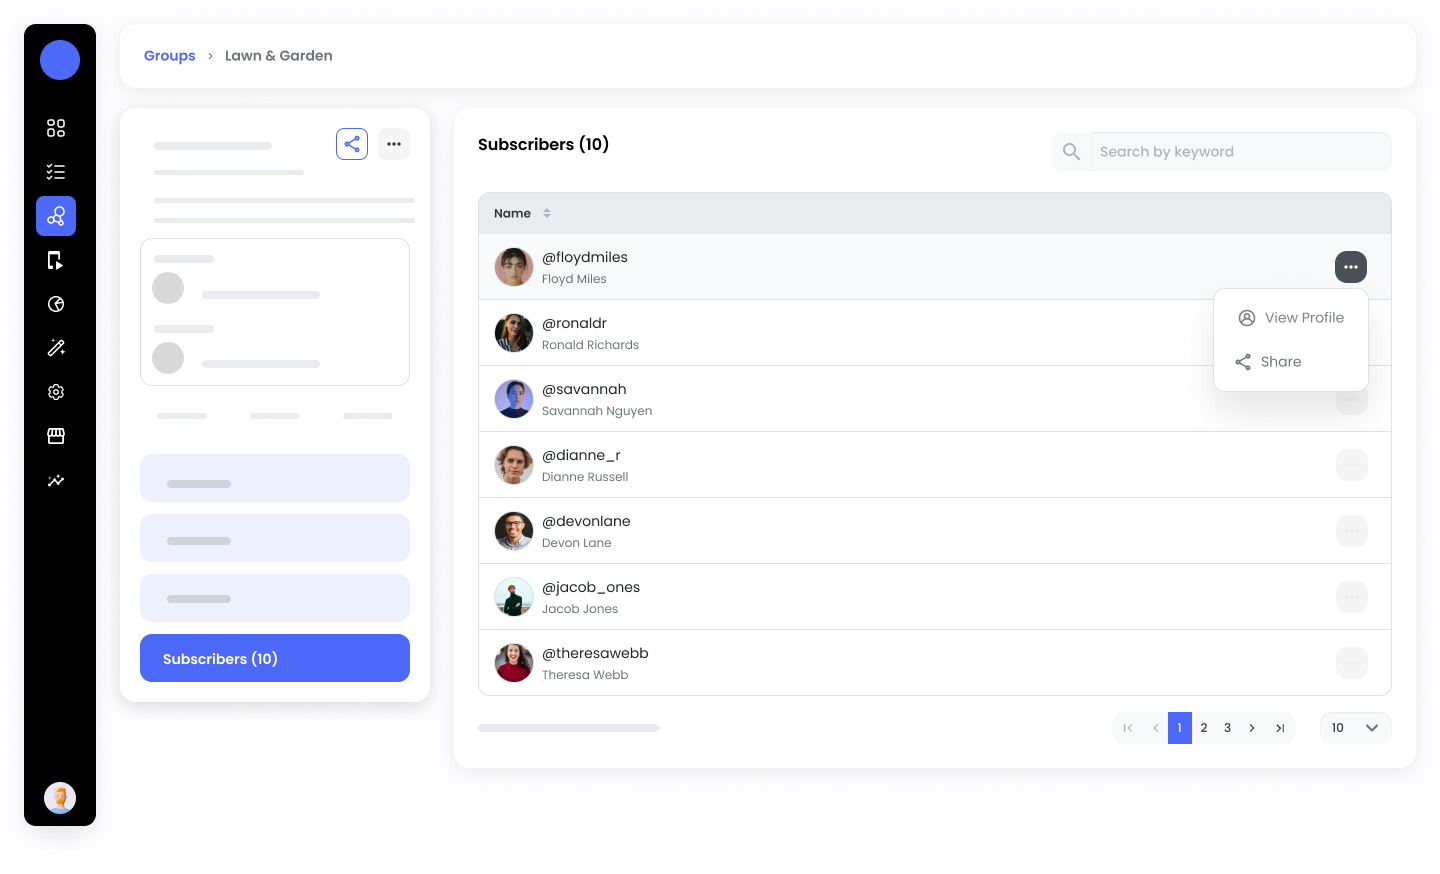 Groups › Lawn & Garden
Subscribers (10)
Search by keyword
Name
@floydmiles
Floyd Miles
View Profile
Share
@ronaldr
Ronald Richards
@savannah
Savannah Nguyen
@dianne_r
Dianne Russell
@devonlane
Devon Lane
@jacob_ones
Jacob Jones
@theresawebb
Theresa Webb
Subscribers (10)
1 2 3
10